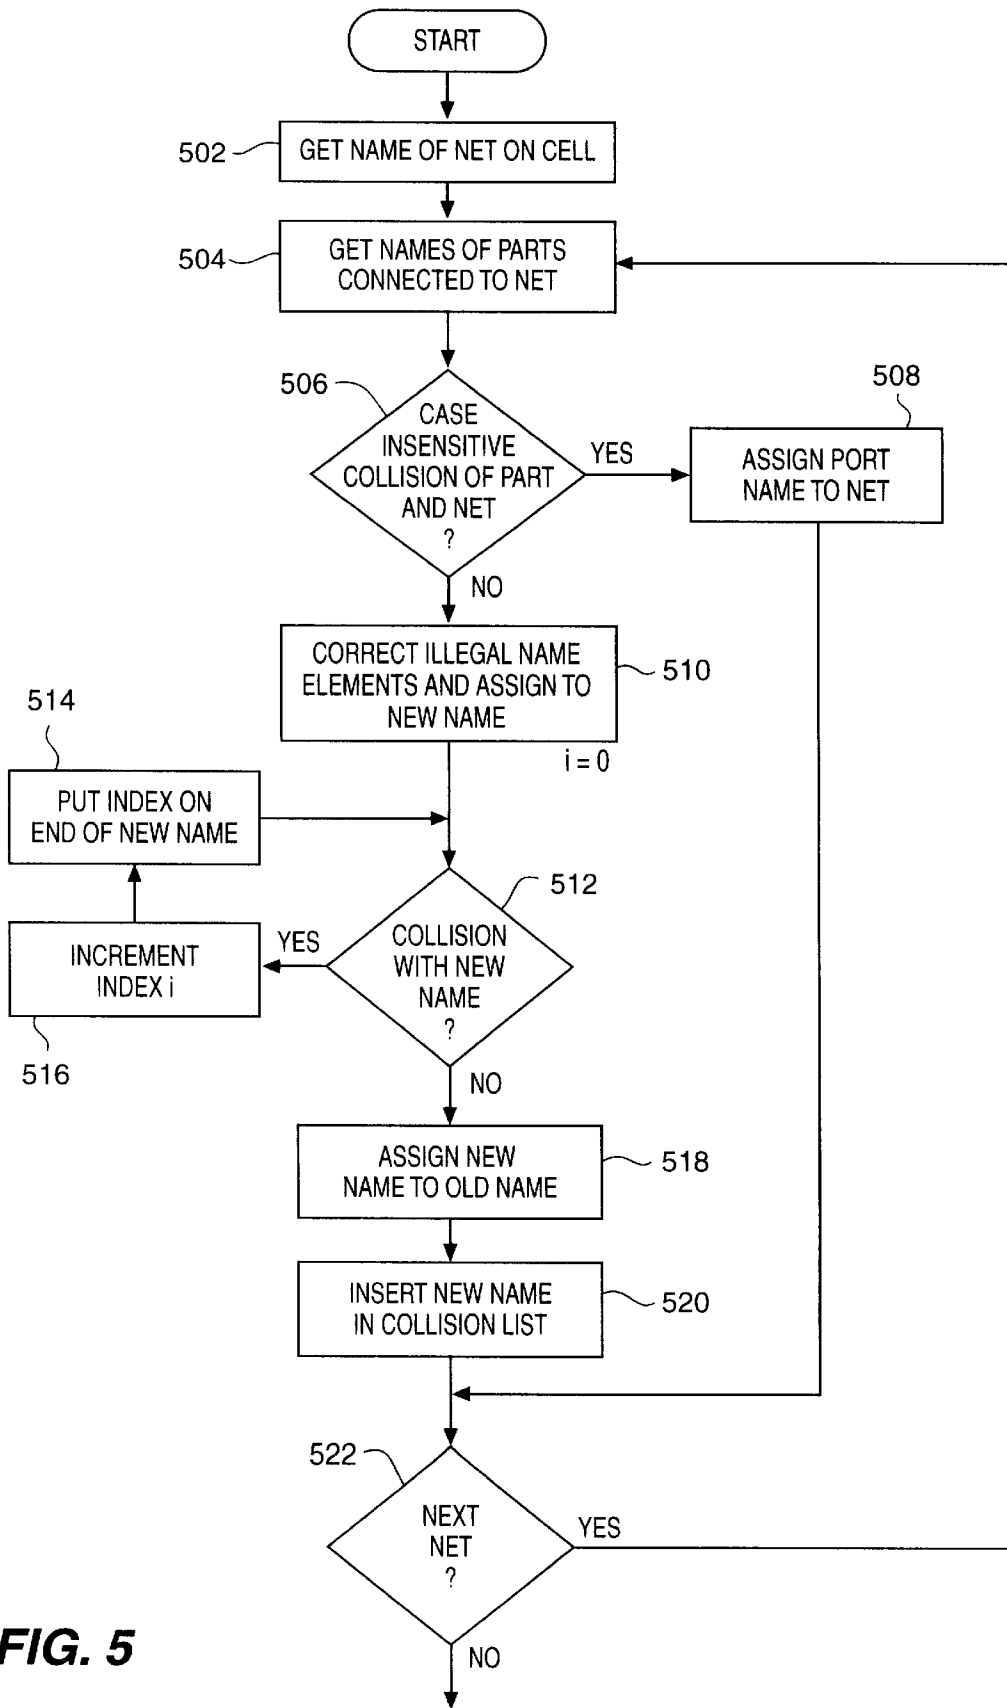 START
502
GET NAME OF NET ON CELL
504
GET NAMES OF PARTS
CONNECTED TO NET
506
CASE
INSENSITIVE
COLLISION OF PART
AND NET
?
YES
508
ASSIGN PORT
NAME TO NET
NO
CORRECT ILLEGAL NAME
ELEMENTS AND ASSIGN TO
NEW NAME
510
i = 0
514
PUT INDEX ON
END OF NEW NAME
512
COLLISION
WITH NEW
NAME
?
YES
INCREMENT
INDEX i
516
NO
ASSIGN NEW
NAME TO OLD NAME
518
INSERT NEW NAME
IN COLLISION LIST
520
522
NEXT
NET
?
YES
NO
FIG. 5